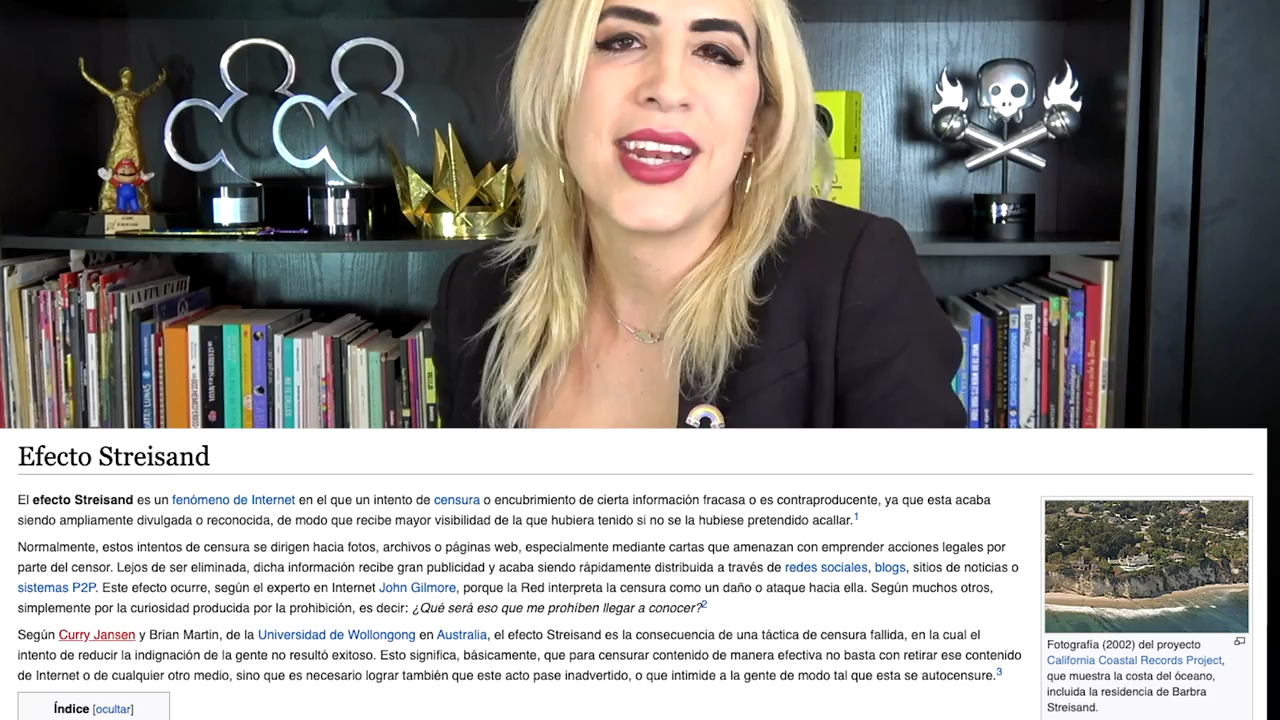 VANITY FAIR
Banksy.
Efecto Streisand
El efecto Streisand es un fenómeno de Internet en el que un intento de censura o encubrimiento de cierta información fracasa o es contraproducente, ya que esta acaba
siendo ampliamente divulgada o reconocida, de modo que recibe mayor visibilidad de la que hubiera tenido si no se la hubiese pretendido acallar.1
Normalmente, estos intentos de censura se dirigen hacia fotos, archivos o páginas web, especialmente mediante cartas que amenazan con emprender acciones legales por
parte del censor. Lejos de ser eliminada, dicha información recibe gran publicidad y acaba siendo rápidamente distribuida a través de redes sociales, blogs, sitios de noticias o
sistemas P2P. Este efecto ocurre, según el experto en Internet John Gilmore, porque la Red interpreta la censura como un daño o ataque hacia ella. Según muchos otros,
simplemente por la curiosidad producida por la prohibición, es decir: ¿Qué será eso que me prohíben llegar a conocer?2
Según Curry Jansen y Brian Martin, de la Universidad de Wollongong en Australia, el efecto Streisand es la consecuencia de una táctica de censura fallida, en la cual el
intento de reducir la indignación de la gente no resultó exitoso. Esto significa, básicamente, que para censurar contenido de manera efectiva no basta con retirar ese contenido
de Internet o de cualquier otro medio, sino que es necesario lograr también que este acto pase inadvertido, o que intimide a la gente de modo tal que esta se autocensure.3
Índice [ocultar]
Fotografía (2002) del proyecto
California Coastal Records Project,
que muestra la costa del óceano,
incluida la residencia de Barbra
Streisand.